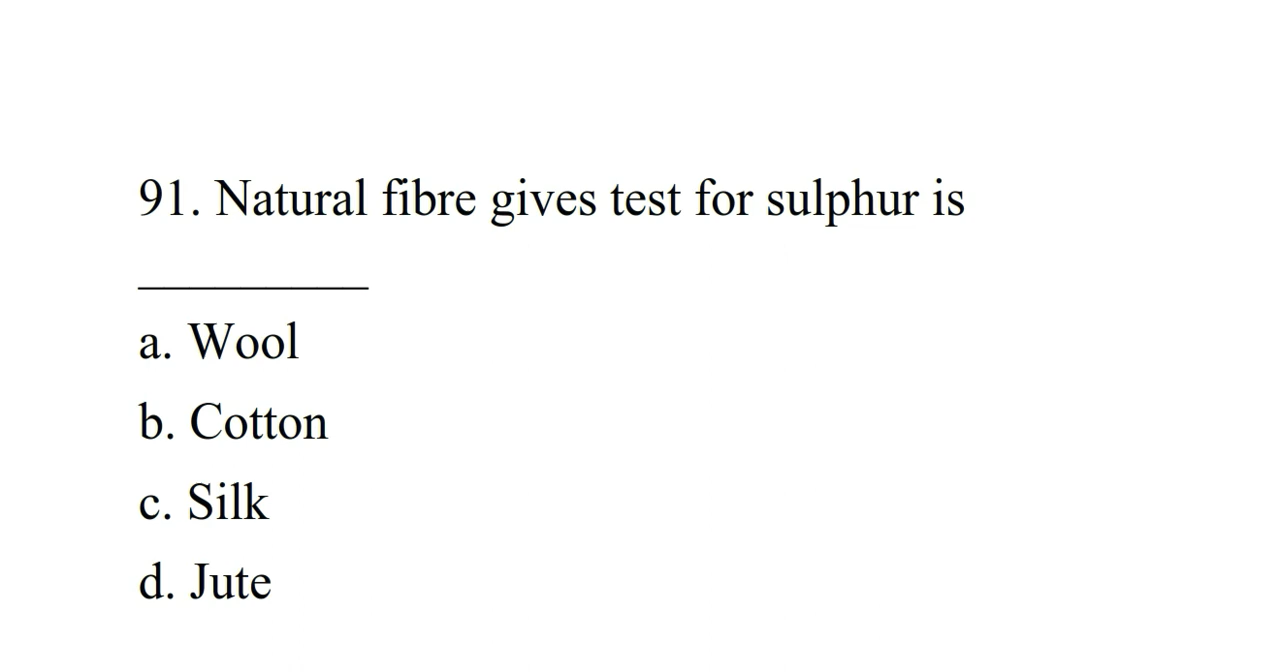 91. Natural fibre gives test for sulphur is
_________
a. Wool
b. Cotton
c. Silk
d. Jute